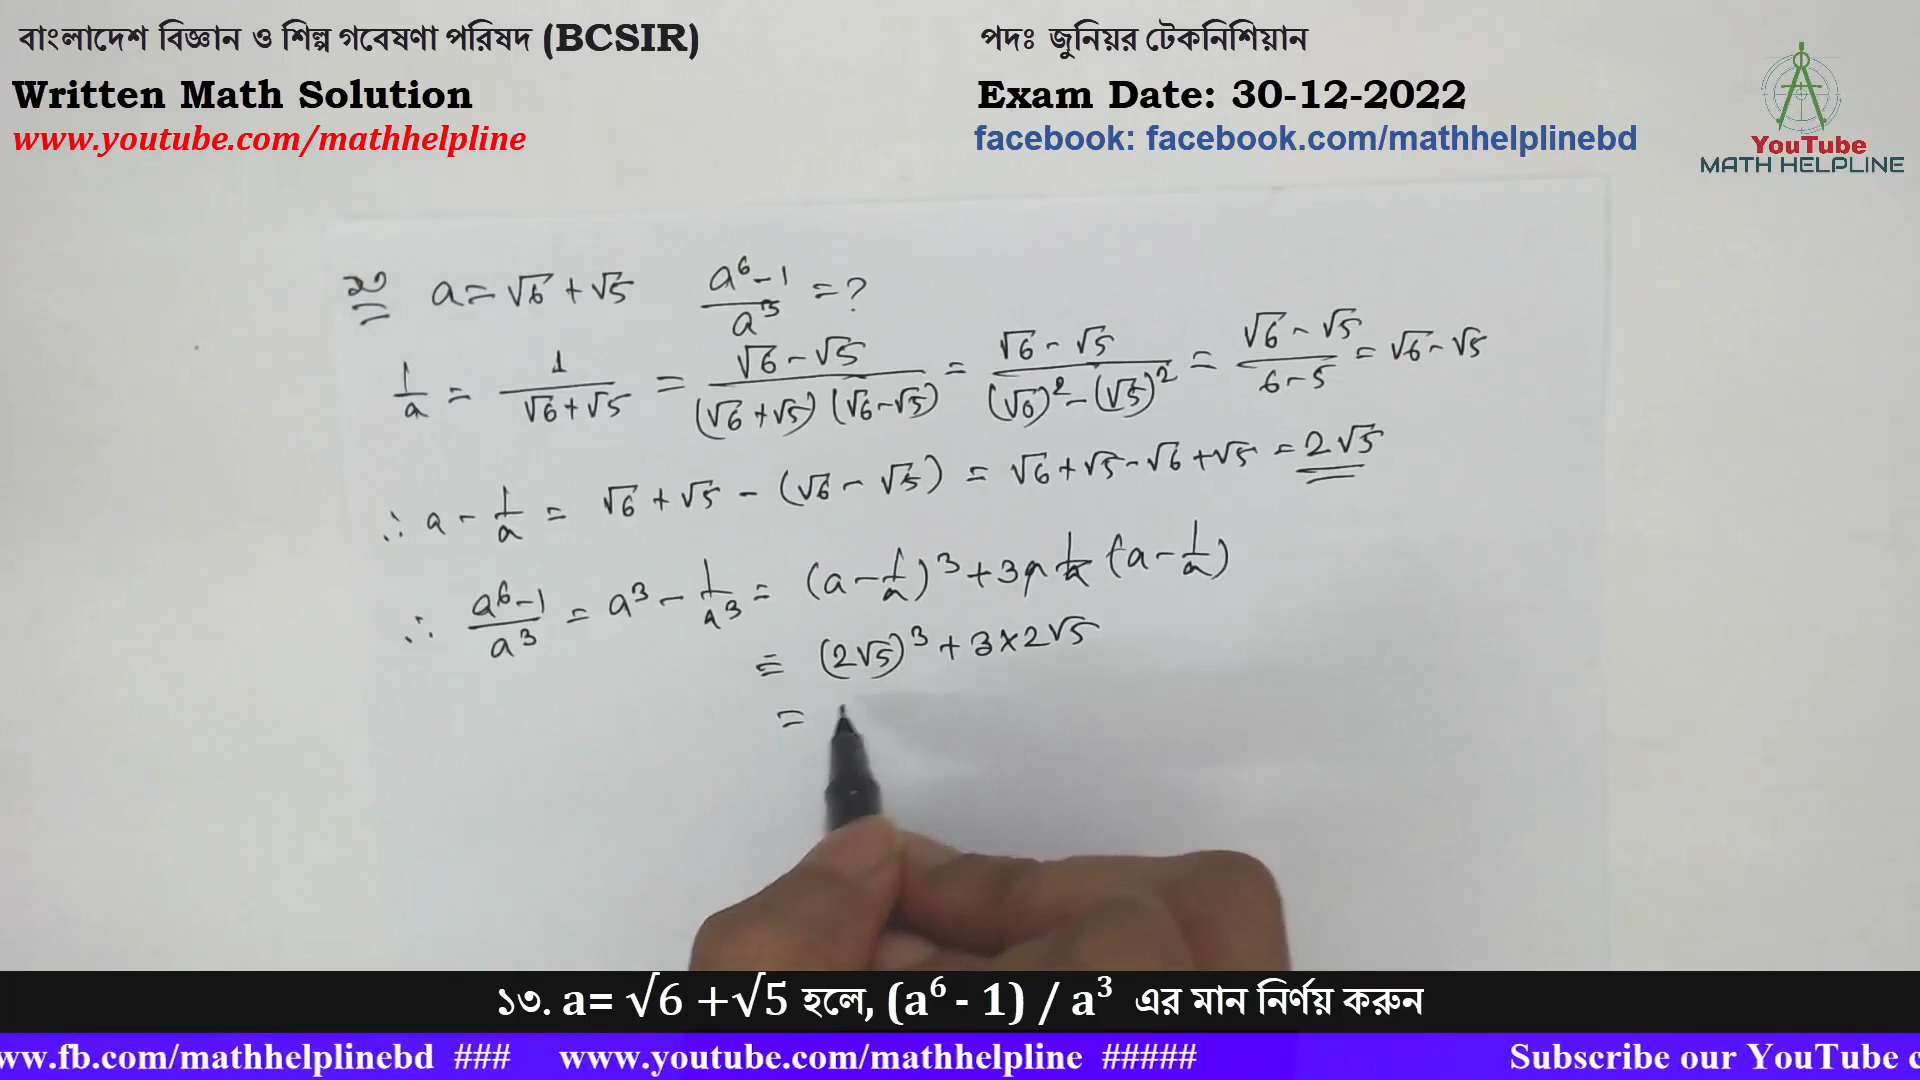 বাংলাদেশ বিজ্ঞান ও শিল্প গবেষণা পরিষদ (BCSIR)
পদঃ জুনিয়র টেকনিশিয়ান
Written Math Solution
Exam Date: 30-12-2022
www.youtube.com/mathhelpline
facebook: facebook.com/mathhelplinebd
YouTube
MATH HELPLINE
১৩ a = √6 + √5 (a⁶ - 1)/a³ = ?
1/a = 1/(√6 + √5) = (√6 - √5)/((√6 + √5)(√6 - √5)) = (√6 - √5)/((√6)² - (√5)²) = (√6 - √5)/(6 - 5) = √6 - √5
∴ a - 1/a = √6 + √5 - (√6 - √5) = √6 + √5 - √6 + √5 = 2√5
∴ (a⁶ - 1)/a³ = a³ - 1/a³ = (a - 1/a)³ + 3a 1/a (a - 1/a)
= (2√5)³ + 3×2√5
=
১৩. a= √6 +√5 হলে, (a⁶ - 1) / a³ এর মান নির্ণয় করুন
ww.fb.com/mathhelplinebd ### www.youtube.com/mathhelpline ##### Subscribe our YouTube c